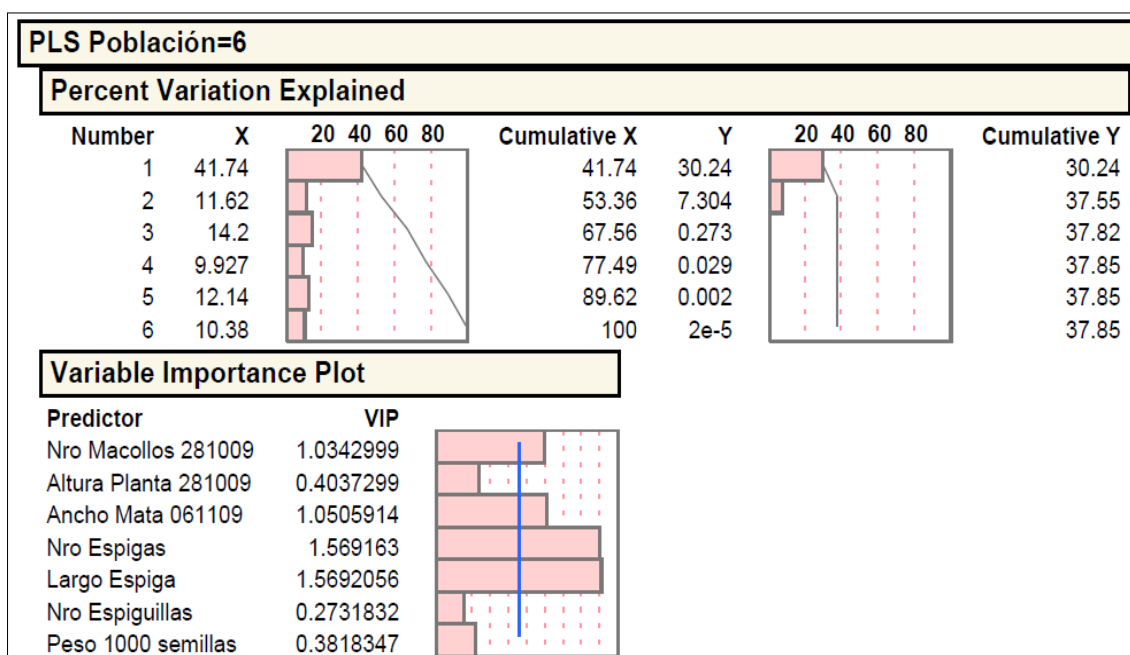 PLS Población=6
Percent Variation Explained
Number X 20 40 60 80 Cumulative X Y 20 40 60 80 Cumulative Y
1 41.74 41.74 30.24 30.24
2 11.62 53.36 7.304 37.55
3 14.2 67.56 0.273 37.82
4 9.927 77.49 0.029 37.85
5 12.14 89.62 0.002 37.85
6 10.38 100 2e-5 37.85
Variable Importance Plot
Predictor VIP
Nro Macollos 281009 1.0342999
Altura Planta 281009 0.4037299
Ancho Mata 061109 1.0505914
Nro Espigas 1.569163
Largo Espiga 1.5692056
Nro Espiguillas 0.2731832
Peso 1000 semillas 0.3818347